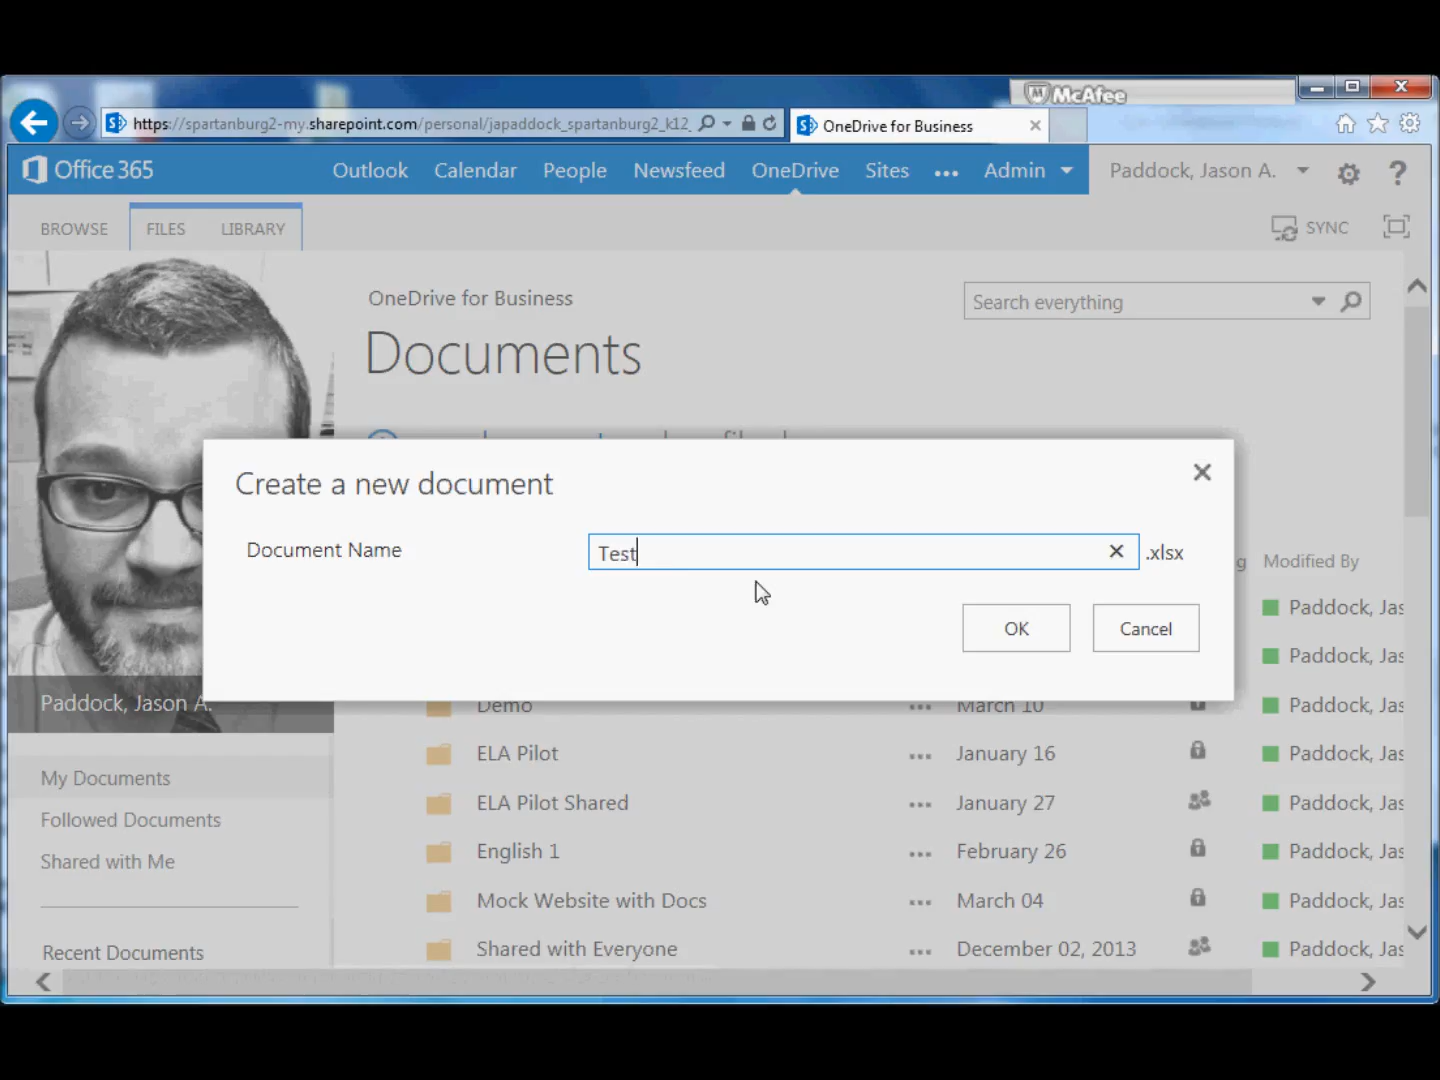 McAfee
https://spartanburg2-my.sharepoint.com/personal/japaddock_spartanburg2_k12_
OneDrive for Business
Office 365
Outlook Calendar People Newsfeed OneDrive Sites ••• Admin
Paddock, Jason A. ?
BROWSE FILES LIBRARY
SYNC
OneDrive for Business
Search everything
Documents
Create a new document
Document Name
Test
.xlsx
OK Cancel
Modified By
Paddock, Jas
Paddock, Jas
Paddock, Jason A.
Demo ••• March 10 Paddock, Jas
ELA Pilot ••• January 16 Paddock, Jas
ELA Pilot Shared ••• January 27 Paddock, Jas
English 1 ••• February 26 Paddock, Jas
Mock Website with Docs ••• March 04 Paddock, Jas
Shared with Everyone ••• December 02, 2013 Paddock, Jas
My Documents
Followed Documents
Shared with Me
Recent Documents